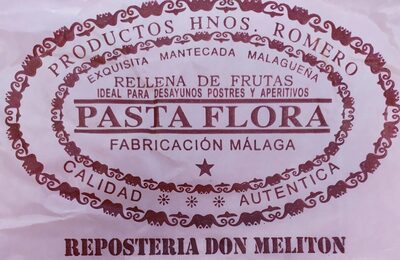 PRODUCTOS HNOS. ROMERO
EXQUISITA MANTECADA MALAGUEÑA
RELLENA DE FRUTAS
IDEAL PARA DESAYUNOS POSTRES Y APERITIVOS
PASTA FLORA
FABRICACIÓN MÁLAGA
CALIDAD *** AUTENTICA
REPOSTERIA DON MELITON